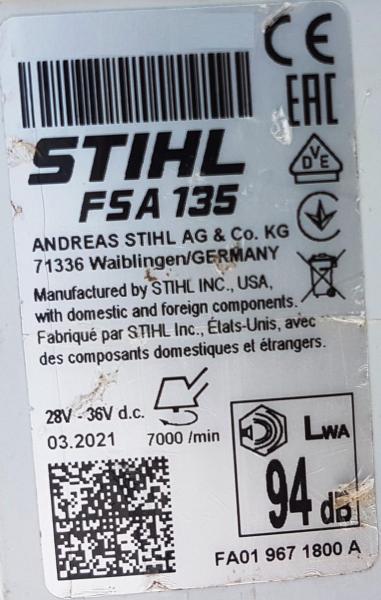 CE
EAC
STIHL
DVE
FSA 135
ANDREAS STIHL AG & Co. KG
71336 Waiblingen/GERMANY
Manufactured by STIHL INC., USA,
with domestic and foreign components.
Fabriqué par STIHL Inc., États-Unis, avec
des composants domestiques et étrangers.
28V - 36V d.c.
03.2021 7000 /min
LWA
94 dB
FA01 967 1800 A